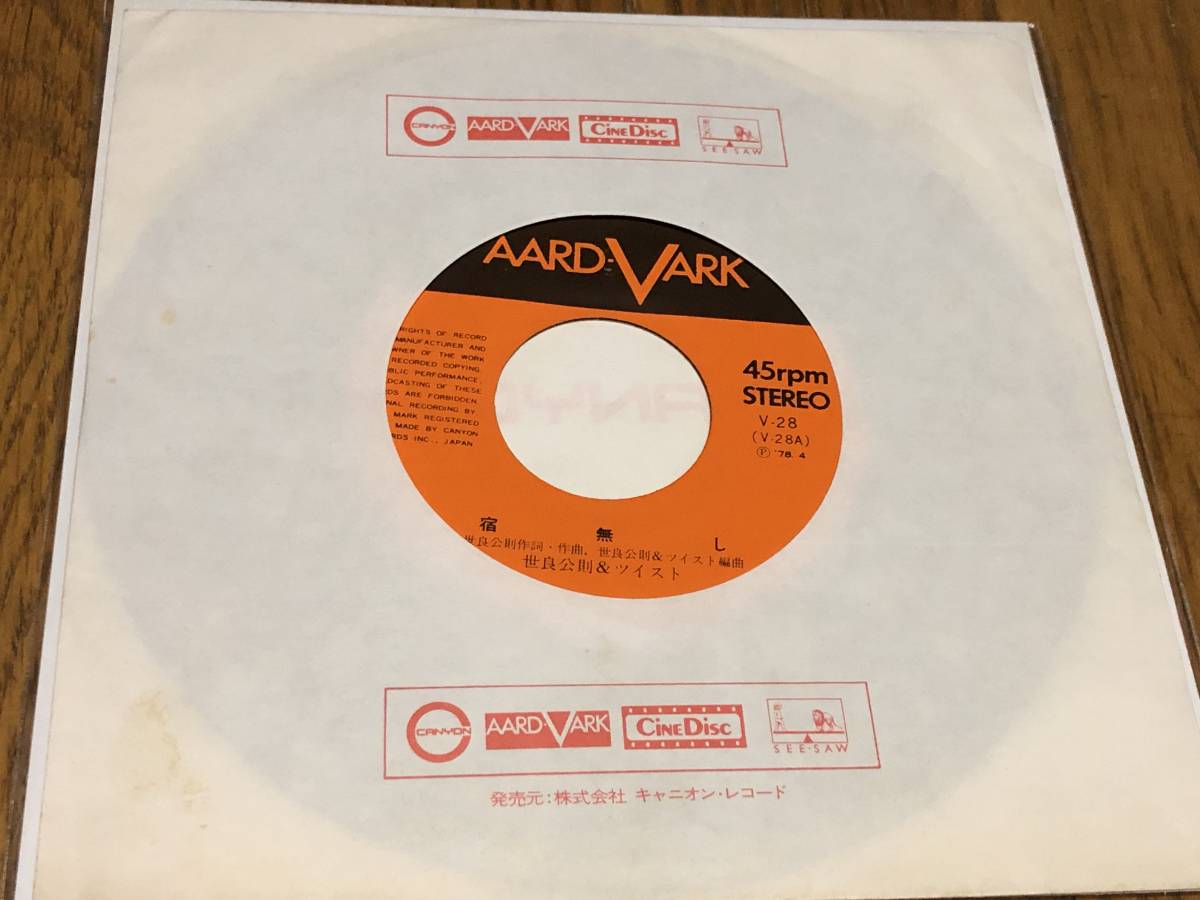 CANYON AARD-VARK CINEDISC SEE·SAW
AARD-VARK
RIGHTS OF RECORD
MANUFACTURER AND
WNER OF THE WORK
RECORDED COPYING,
BLIC PERFORMANCE,
DCASTING OF THESE
DS ARE FORBIDDEN.
NAL RECORDING BY
MARK REGISTERED
MADE BY CANYON
RDS INC., JAPAN
45rpm
STEREO
V-28
(V-28A)
Ⓟ '78. 4
宿無し
世良公則作詞・作曲, 世良公則&ツイスト編曲
世良公則&ツイスト
CANYON AARD-VARK CINEDISC SEE·SAW
発売元:株式会社 キャニオン・レコード